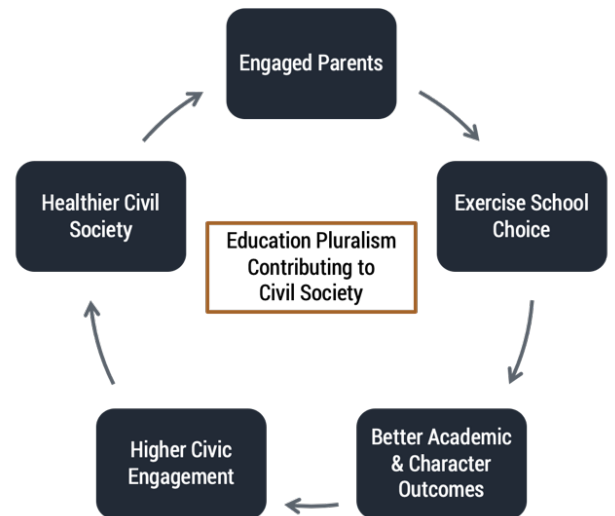 Engaged Parents
Exercise School
Choice
Better Academic
& Character
Outcomes
Higher Civic
Engagement
Healthier Civil
Society
Education Pluralism
Contributing to
Civil Society